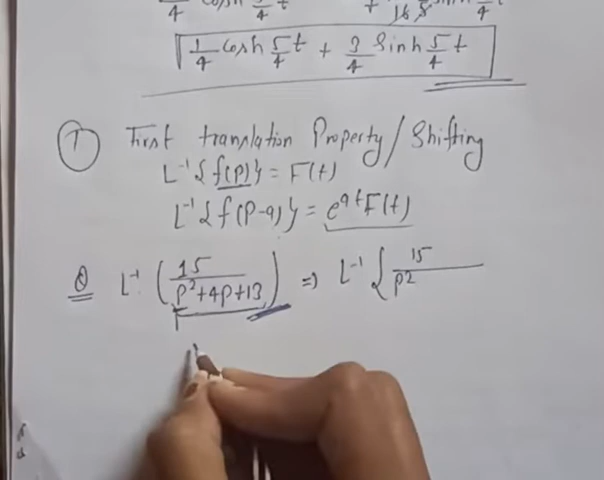 1/4 cosh 5/4 t + 3/4 Sinh 5/4 t
① First translation Property / Shifting
L⁻¹ { f(p) } = F(t)
L⁻¹ { f(P-a) } = e^{at} F(t)
Q L⁻¹ ( 15 / P²+4P+13 ) ⇒ L⁻¹ { 15 / P²